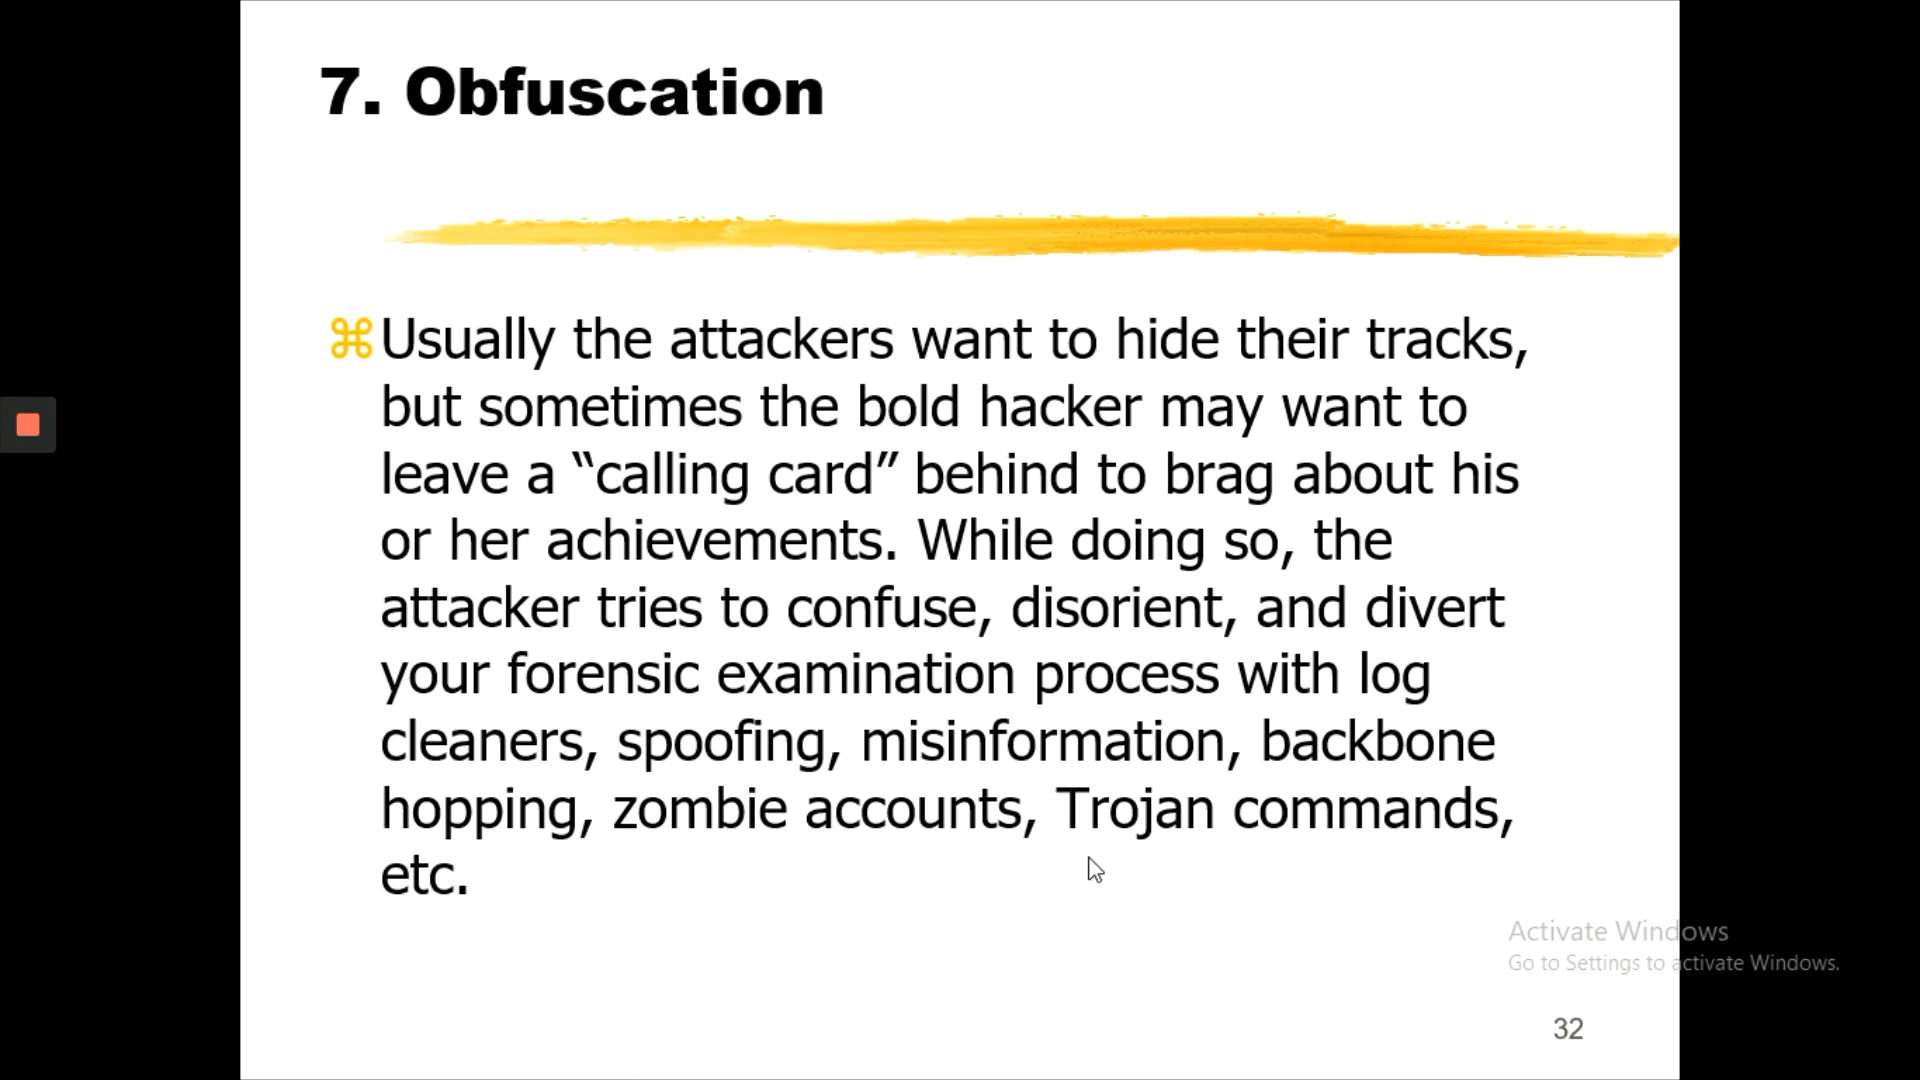 7. Obfuscation
⌘Usually the attackers want to hide their tracks,
but sometimes the bold hacker may want to
leave a “calling card” behind to brag about his
or her achievements. While doing so, the
attacker tries to confuse, disorient, and divert
your forensic examination process with log
cleaners, spoofing, misinformation, backbone
hopping, zombie accounts, Trojan commands,
etc.
Activate Windows
Go to Settings to activate Windows.
32